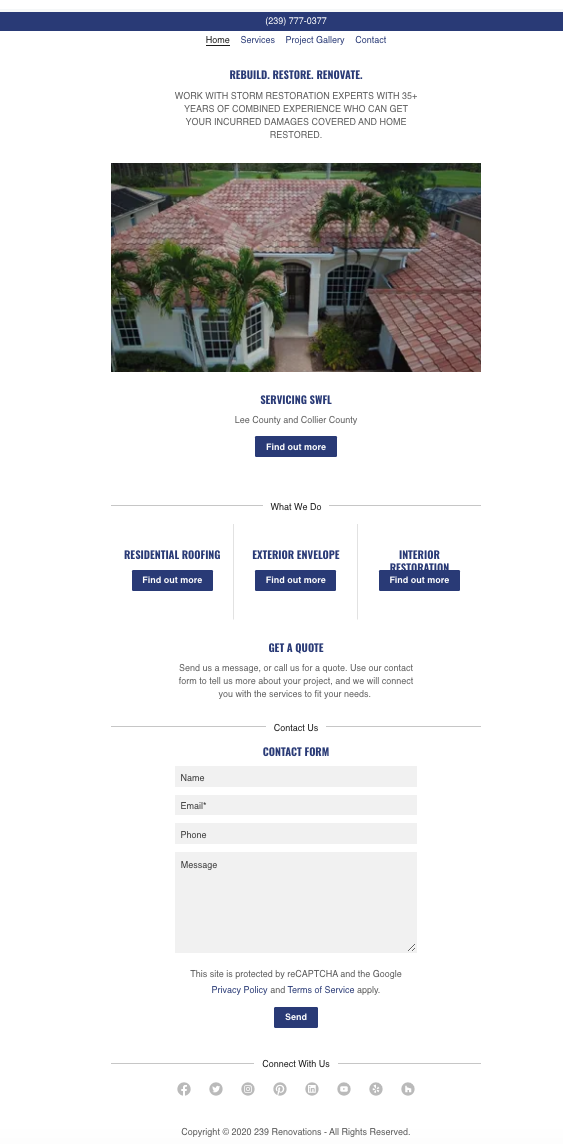 (239) 777-0377
Home Services Project Gallery Contact
REBUILD. RESTORE. RENOVATE.
WORK WITH STORM RESTORATION EXPERTS WITH 35+
YEARS OF COMBINED EXPERIENCE WHO CAN GET
YOUR INCURRED DAMAGES COVERED AND HOME
RESTORED.
SERVICING SWFL
Lee County and Collier County
Find out more
What We Do
RESIDENTIAL ROOFING
Find out more
EXTERIOR ENVELOPE
Find out more
INTERIOR
RESTORATION
Find out more
GET A QUOTE
Send us a message, or call us for a quote. Use our contact
form to tell us more about your project, and we will connect
you with the services to fit your needs.
Contact Us
CONTACT FORM
Name
Email*
Phone
Message
This site is protected by reCAPTCHA and the Google
Privacy Policy and Terms of Service apply.
Send
Connect With Us
Copyright © 2020 239 Renovations - All Rights Reserved.